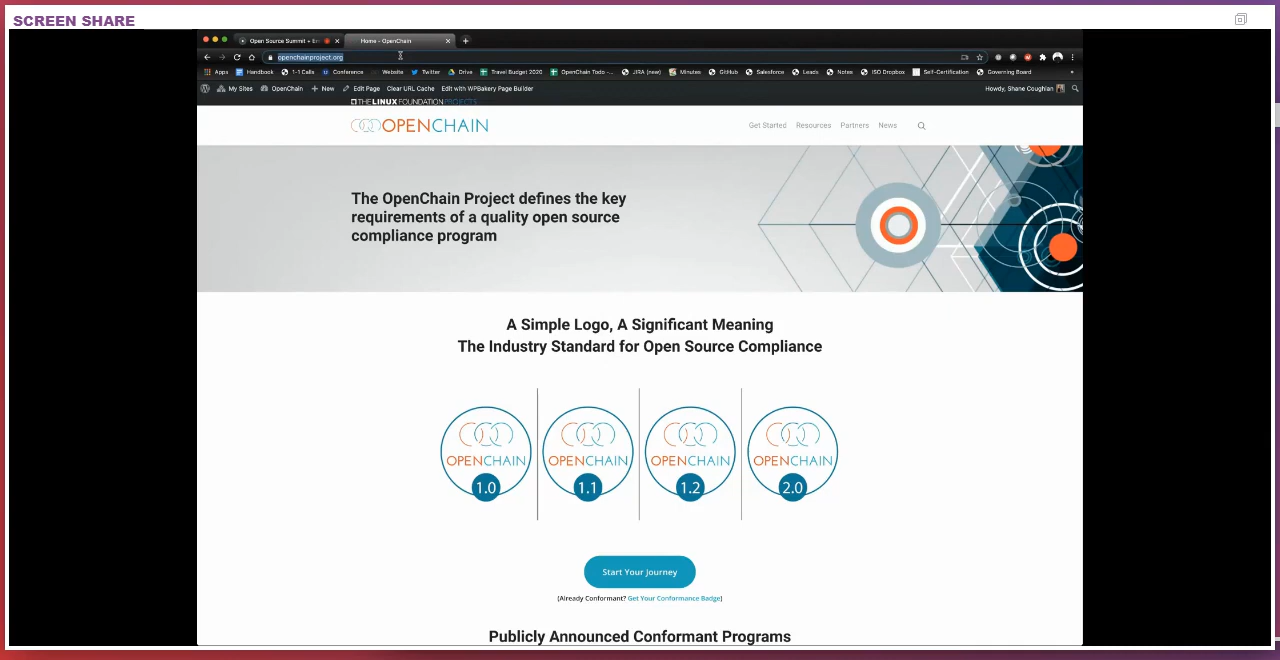 SCREEN SHARE
Open Source Summit + Em
Home - OpenChain
openchainproject.org
Apps Handbook 1-1 Calls Conference Website Twitter Drive Travel Budget 2020 OpenChain Todo - ... JIRA (new) Minutes GitHub Salesforce Leads Notes ISO Dropbox Self-Certification Governing Board »
My Sites OpenChain New Edit Page Clear URL Cache Edit with WPBakery Page Builder Howdy, Shane Coughlan
THE LINUX FOUNDATION PROJECTS
OPENCHAIN Get Started Resources Partners News
The OpenChain Project defines the key
requirements of a quality open source
compliance program
A Simple Logo, A Significant Meaning
The Industry Standard for Open Source Compliance
OPENCHAIN OPENCHAIN OPENCHAIN OPENCHAIN
1.0 1.1 1.2 2.0
Start Your Journey
(Already Conformant? Get Your Conformance Badge)
Publicly Announced Conformant Programs